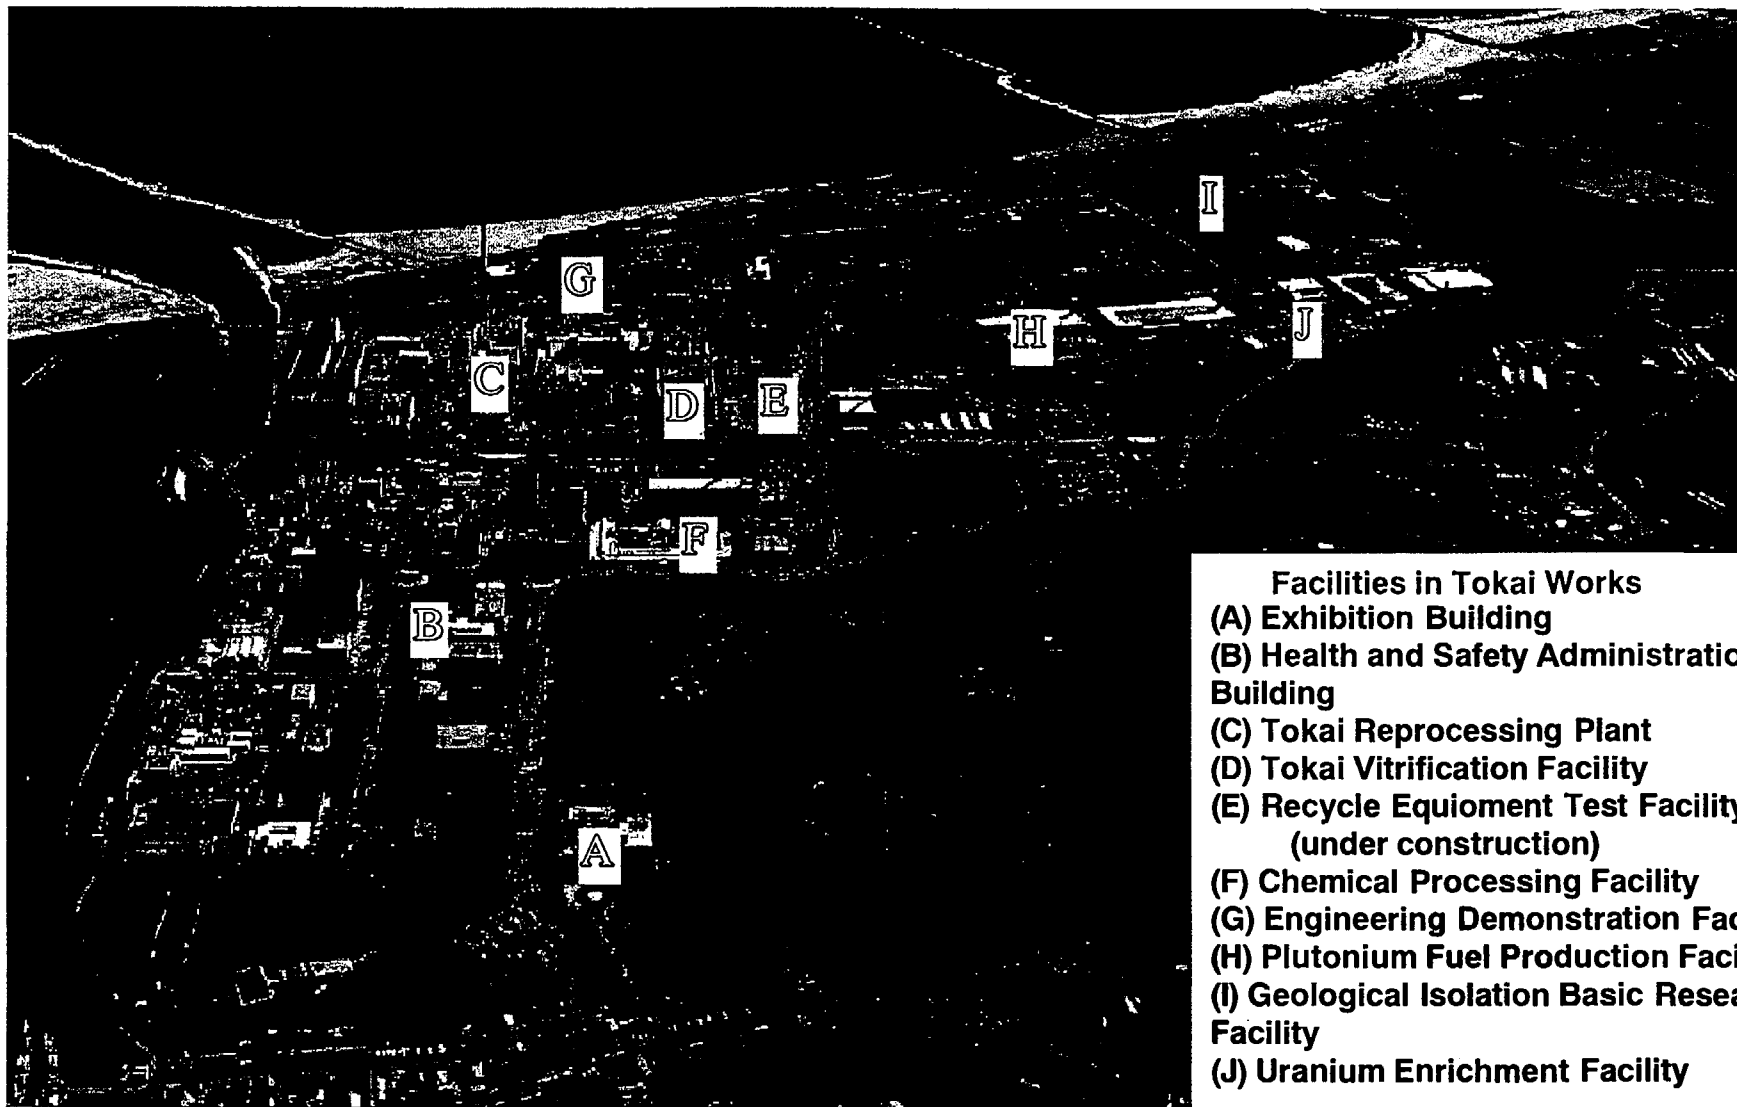 I
G
H
J
C
D
E
F
B
A
Facilities in Tokai Works
(A) Exhibition Building
(B) Health and Safety Administratio
Building
(C) Tokai Reprocessing Plant
(D) Tokai Vitrification Facility
(E) Recycle Equioment Test Facility
(under construction)
(F) Chemical Processing Facility
(G) Engineering Demonstration Fac
(H) Plutonium Fuel Production Faci
(I) Geological Isolation Basic Resea
Facility
(J) Uranium Enrichment Facility